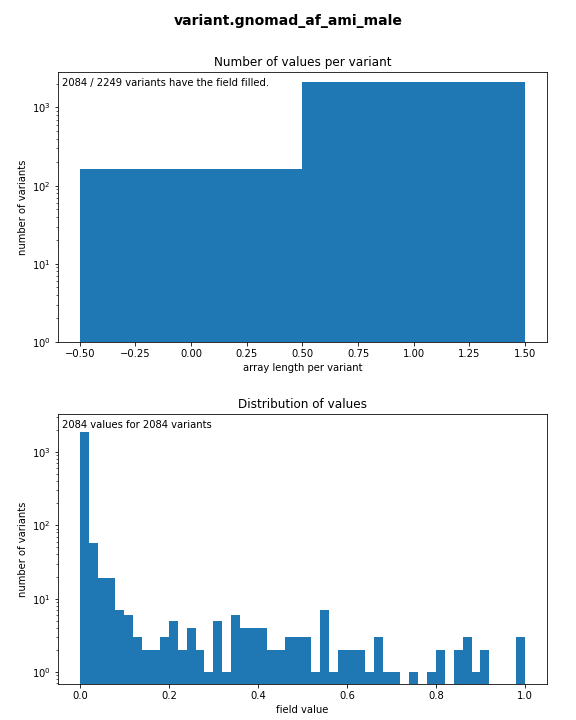 variant.gnomad_af_ami_male
Number of values per variant
2084 / 2249 variants have the field filled.
number of variants
10³
10²
10¹
10⁰
−0.50 −0.25 0.00 0.25 0.50 0.75 1.00 1.25 1.50
array length per variant
Distribution of values
2084 values for 2084 variants
number of variants
10³
10²
10¹
10⁰
0.0 0.2 0.4 0.6 0.8 1.0
field value